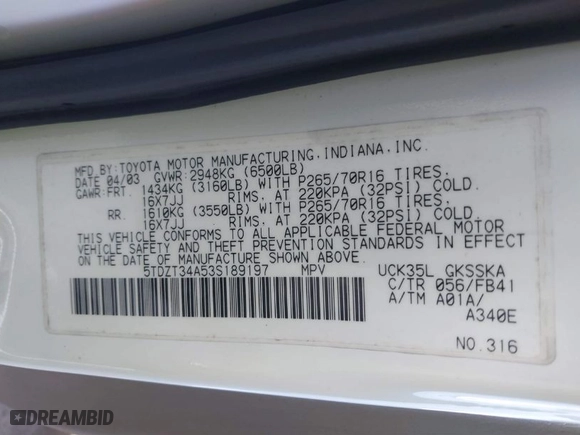 MFD.BY:TOYOTA MOTOR MANUFACTURING,INDIANA,INC.
DATE 04/03 GVWR:2948KG (6500LB)
GAWR:FRT. 1434KG (3160LB) WITH P265/70R16 TIRES,
16X7JJ RIMS, AT 220KPA (32PSI) COLD.
RR. 1610KG (3550LB) WITH P265/70R16 TIRES,
16X7JJ RIMS, AT 220KPA (32PSI) COLD.
THIS VEHICLE CONFORMS TO ALL APPLICABLE FEDERAL MOTOR
VEHICLE SAFETY AND THEFT PREVENTION STANDARDS IN EFFECT
ON THE DATE OF MANUFACTURE SHOWN ABOVE.
5TDZT34A53S189197 MPV UCK35L GKSSKA
C/TR 056/FB41
A/TM A01A/
A340E
NO.316
DREAMBID